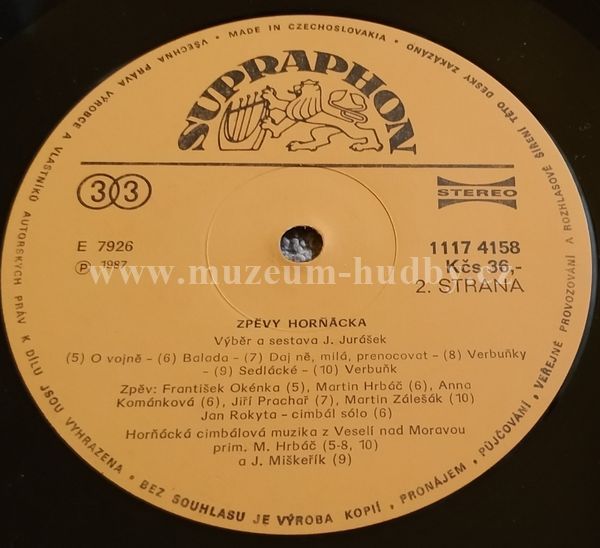 VŠECHNA PRÁVA VÝROBCE A VLASTNÍKŮ AUTORSKÝCH PRÁV K DÍLU JSOU VYHRAZENA • BEZ SOUHLASU JE VÝROBA KOPIÍ, PRONÁJEM, PŮJČOVÁNÍ, VEŘEJNÉ PROVOZOVÁNÍ A ROZHLASOVÉ ŠÍŘENÍ TÉTO DESKY ZAKÁZÁNO • MADE IN CZECHOSLOVAKIA •
SUPRAPHON
33
STEREO
E 7926
Ⓟ 1987
1117 4158
Kčs 36,-
2. STRANA
www.muzeum-hudby.cz
ZPĚVY HORŇÁCKA
Výběr a sestava J. Jurášek
(5) O vojně - (6) Balada - (7) Daj ně, milá, prenocovat - (8) Verbuňky
- (9) Sedlácké - (10) Verbuňk
Zpěv: František Okénka (5), Martin Hrbáč (6), Anna
Kománková (6), Jiří Prachař (7), Martin Zálešák (10)
Jan Rokyta - cimbál sólo (6)
Horňácká cimbálová muzika z Veselí nad Moravou
prim. M. Hrbáč (5-8, 10)
a J. Miškeřík (9)